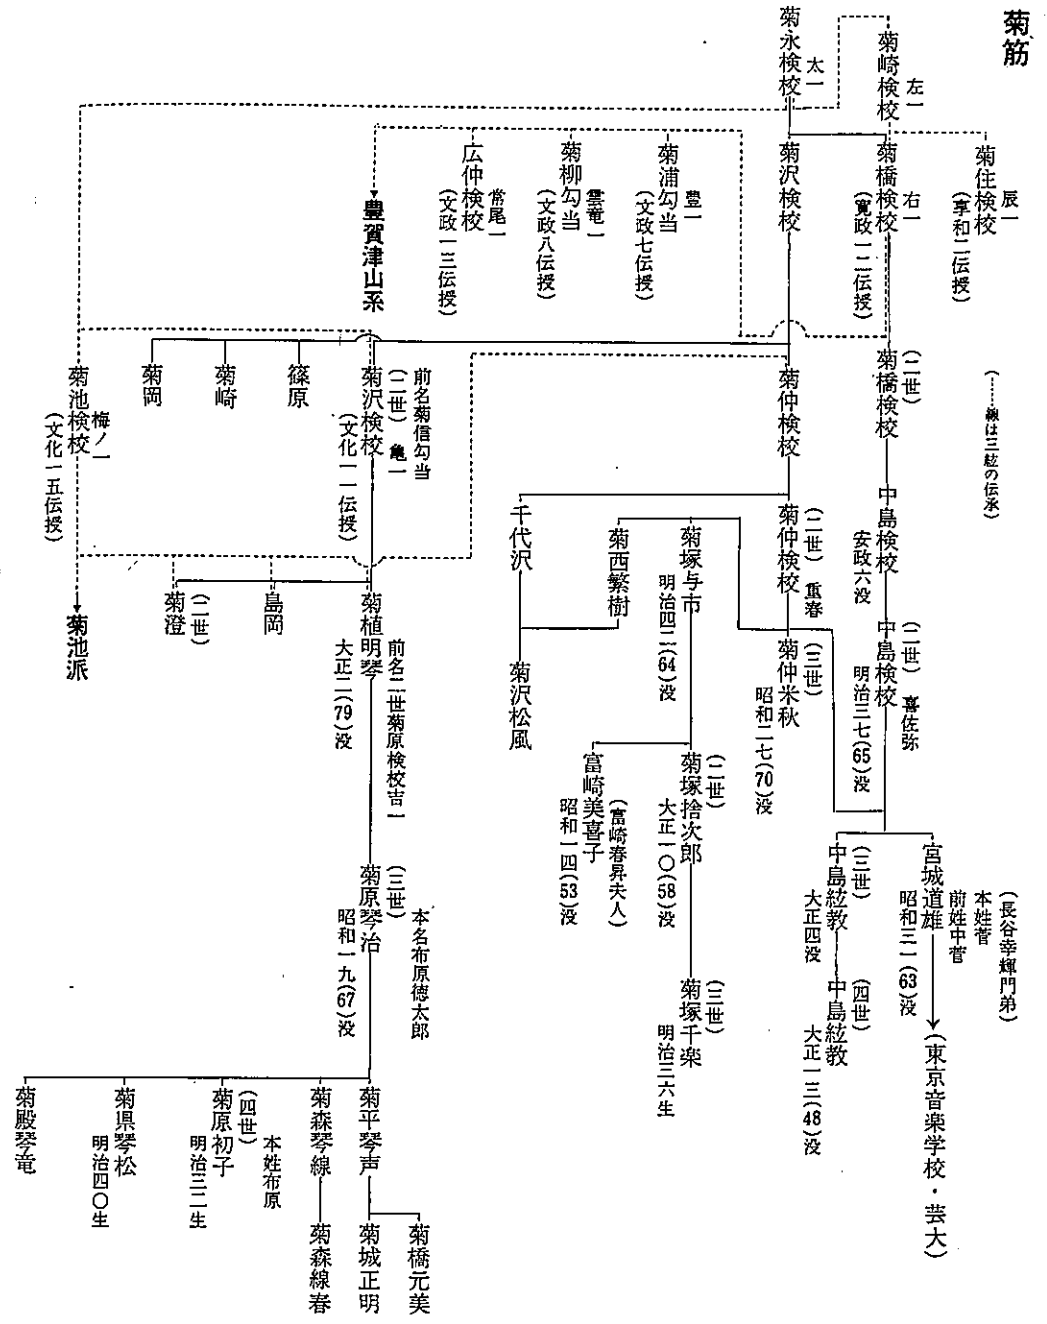 菊筋
菊崎検校
左一
菊永検校
太一
菊住検校
辰一
(享和二伝授)
菊橋検校
右一
(寛政一二伝授)
菊沢検校
菊浦勾当
豊一
(文政七伝授)
菊柳勾当
雲竜一
(文政八伝授)
広仲検校
常尾一
(文政一三伝授)
豊賀津山系
(……線は三絃の伝承)
(二世)
菊橋検校
菊仲検校
前名菊信勾当
(二世) 亀一
菊沢検校
(文化一一伝授)
篠原
菊崎
菊岡
梅ノ一
菊池検校
(文化一五伝授)
菊池派
中島検校
安政六没
(二世) 重春
菊仲検校
菊塚与市
明治四二(64)没
菊西繁樹
千代沢
(二世) 喜佐弥
中島検校
明治三七(65)没
(三世)
菊仲米秋
昭和二七(70)没
菊沢松風
前名二世菊原検校吉一
菊植明琴
大正二(79)没
島岡
(二世)
菊澄
(二世)
菊塚捨次郎
大正一〇(58)没
(富崎春昇夫人)
富崎美喜子
昭和一四(53)没
(長谷幸輝門弟)
本姓菅
前姓中菅
宮城道雄
昭和三一(63)没
(東京音楽学校・芸大)
(三世)
中島絃教
大正四没
(四世)
中島絃教
大正一三(48)没
(三世)
菊塚千楽
明治三六生
本名布原徳太郎
(三世)
菊原琴治
昭和一九(67)没
菊平琴声
菊森琴線
本姓布原
(四世)
菊原初子
明治三二生
菊県琴松
明治四〇生
菊殿琴竜
菊橋元美
菊城正明
菊森線春